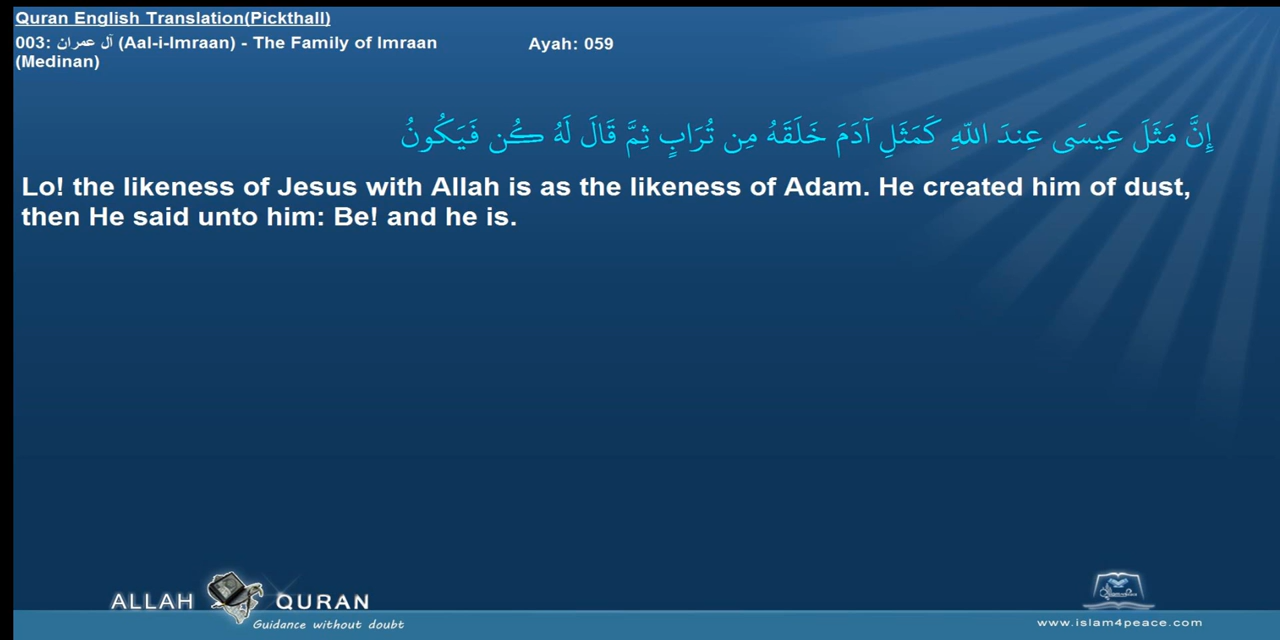 Quran English Translation(Pickthall)
003: آل عمران (Aal-i-Imraan) - The Family of Imraan
(Medinan)
Ayah: 059
إِنَّ مَثَلَ عِيسَى عِندَ اللّهِ كَمَثَلِ آدَمَ خَلَقَهُ مِن تُرَابٍ ثِمَّ قَالَ لَهُ كُن فَيَكُونُ
Lo! the likeness of Jesus with Allah is as the likeness of Adam. He created him of dust,
then He said unto him: Be! and he is.
ALLAH QURAN
Guidance without doubt
www.islam4peace.com